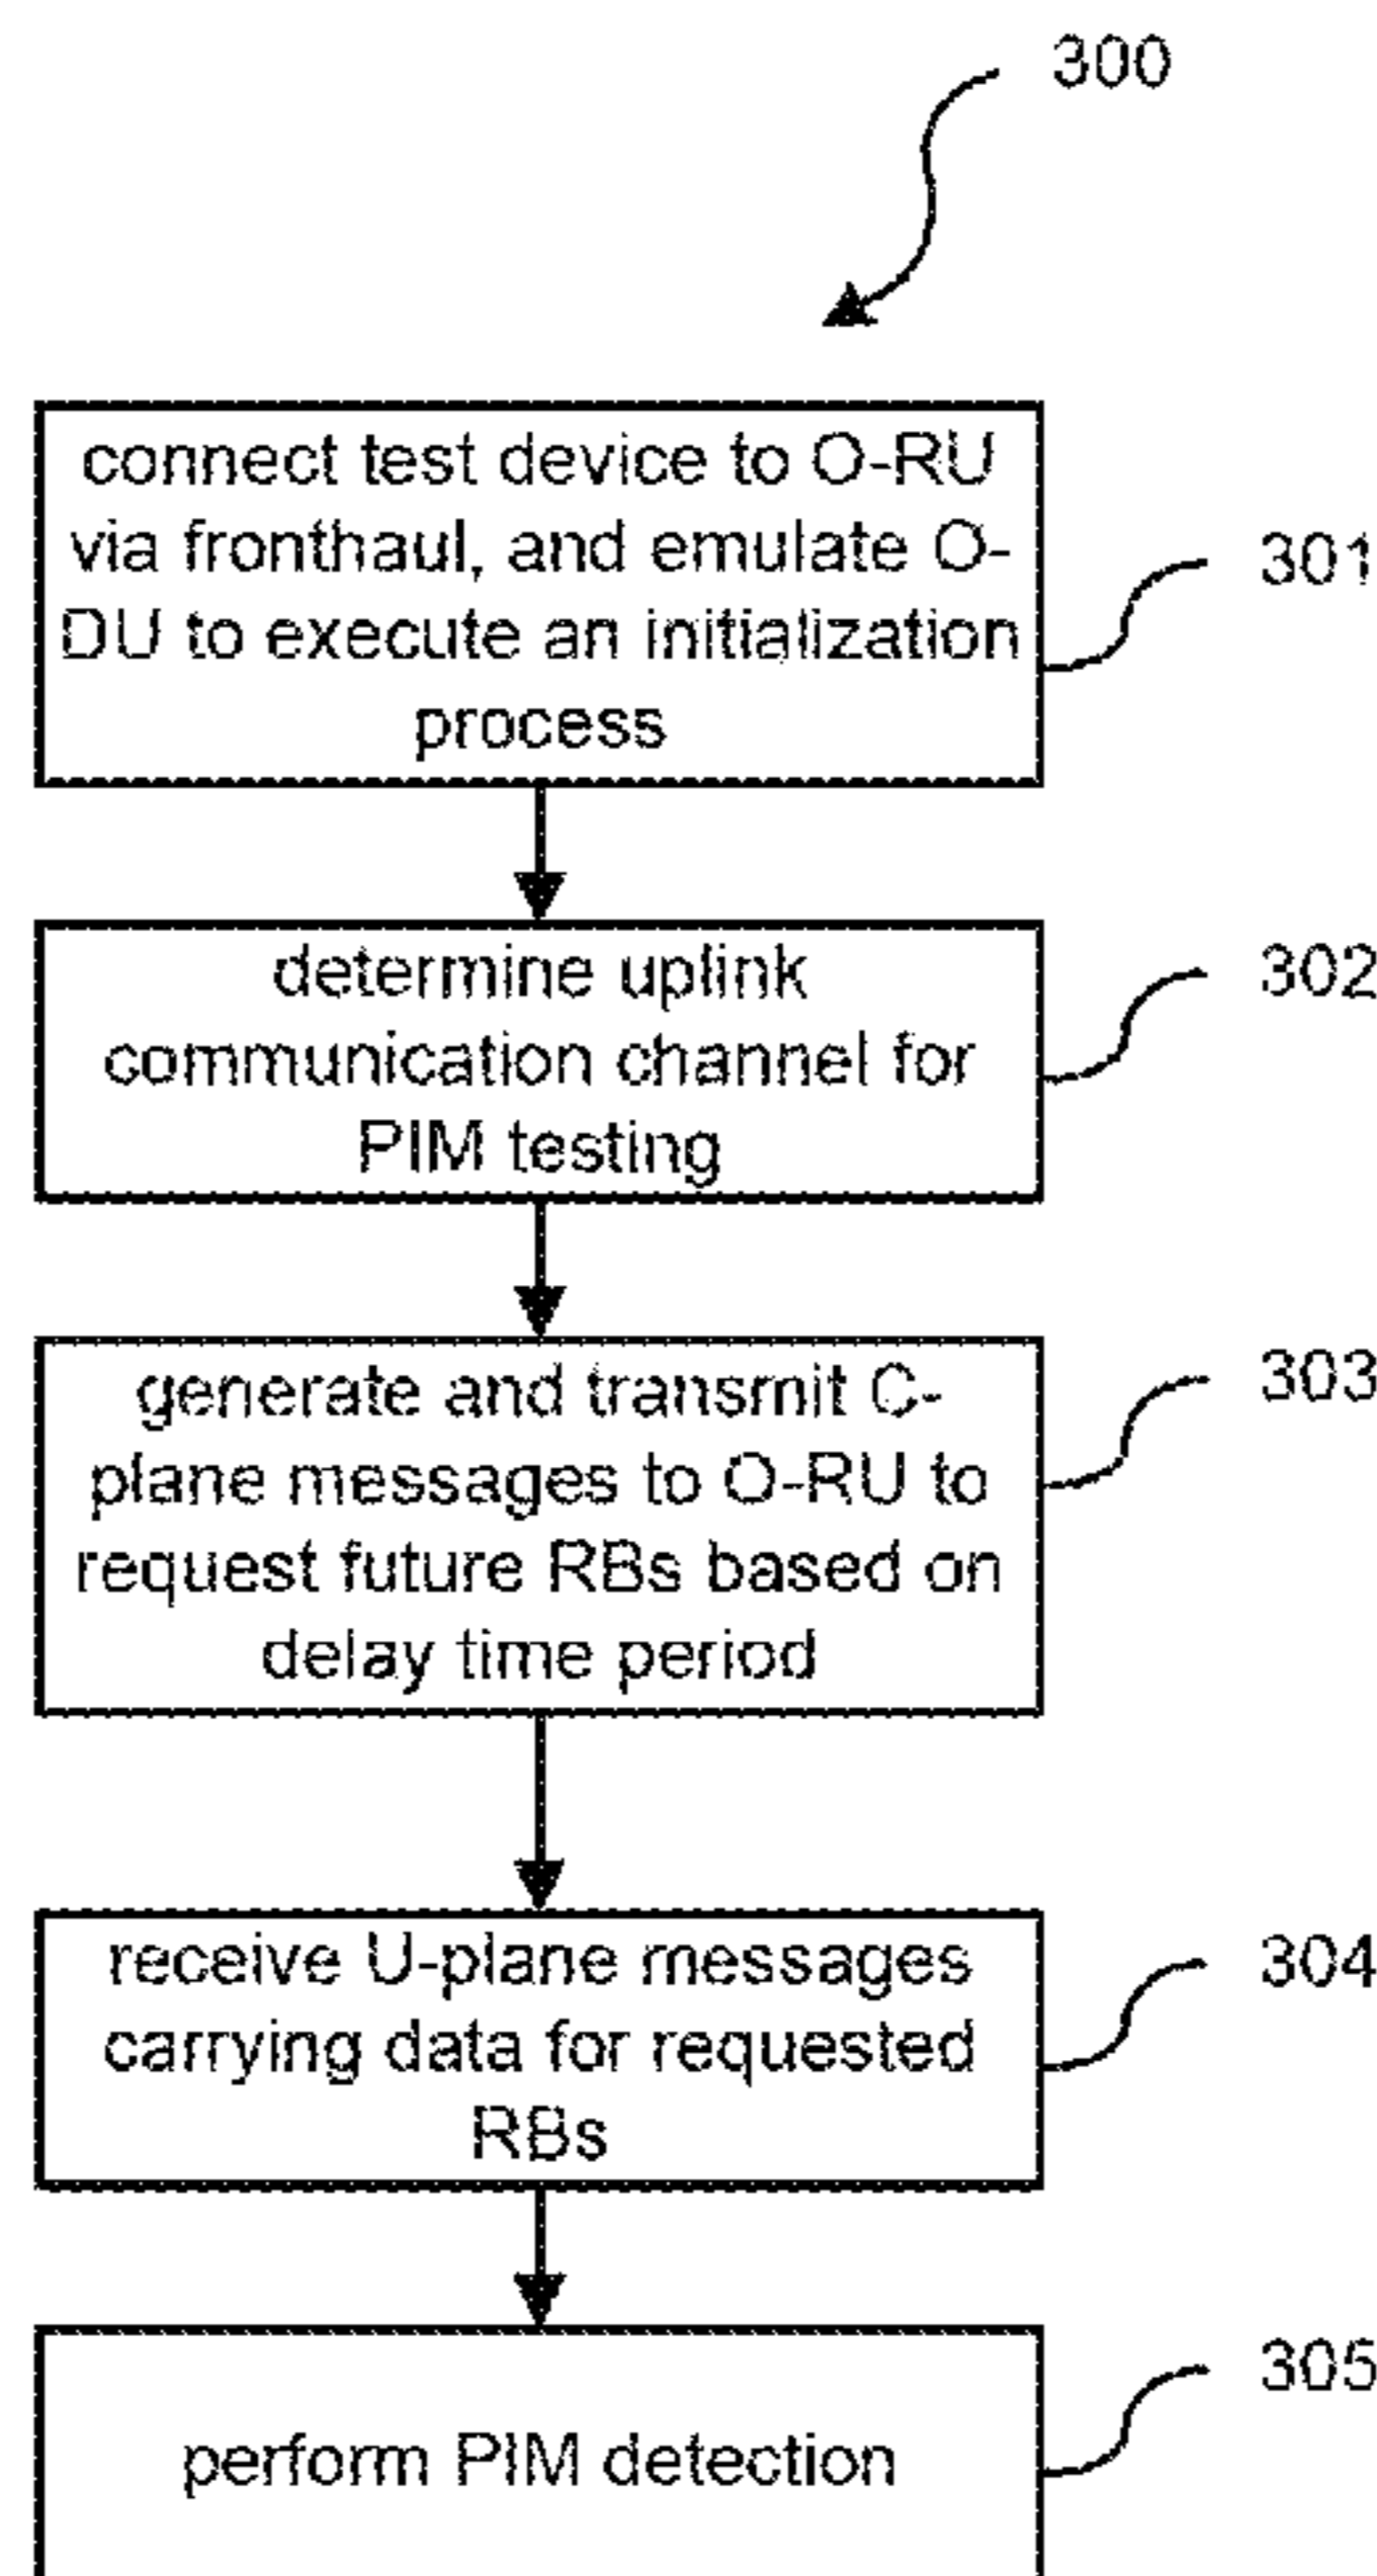 300
connect test device to O-RU
via fronthaul, and emulate O-
DU to execute an initialization
process
301
determine uplink
communication channel for
PIM testing
302
generate and transmit C-
plane messages to O-RU to
request future RBs based on
delay time period
303
receive U-plane messages
carrying data for requested
RBs
304
perform PIM detection
305